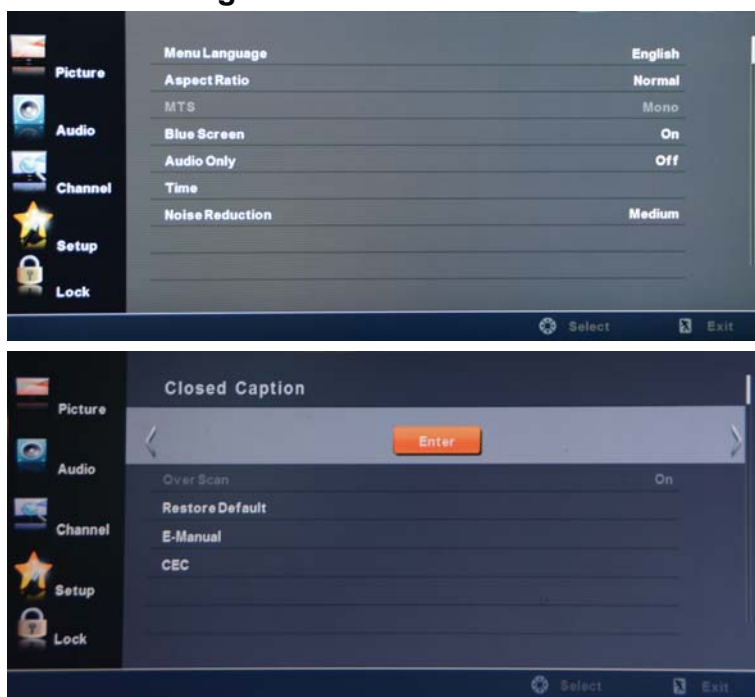 Picture
Audio
Channel
Setup
Lock
Menu Language English
Aspect Ratio Normal
MTS Mono
Blue Screen On
Audio Only Off
Time
Noise Reduction Medium
Select Exit
Picture
Audio
Channel
Setup
Lock
Closed Caption
Enter
Over Scan On
Restore Default
E-Manual
CEC
Select Exit